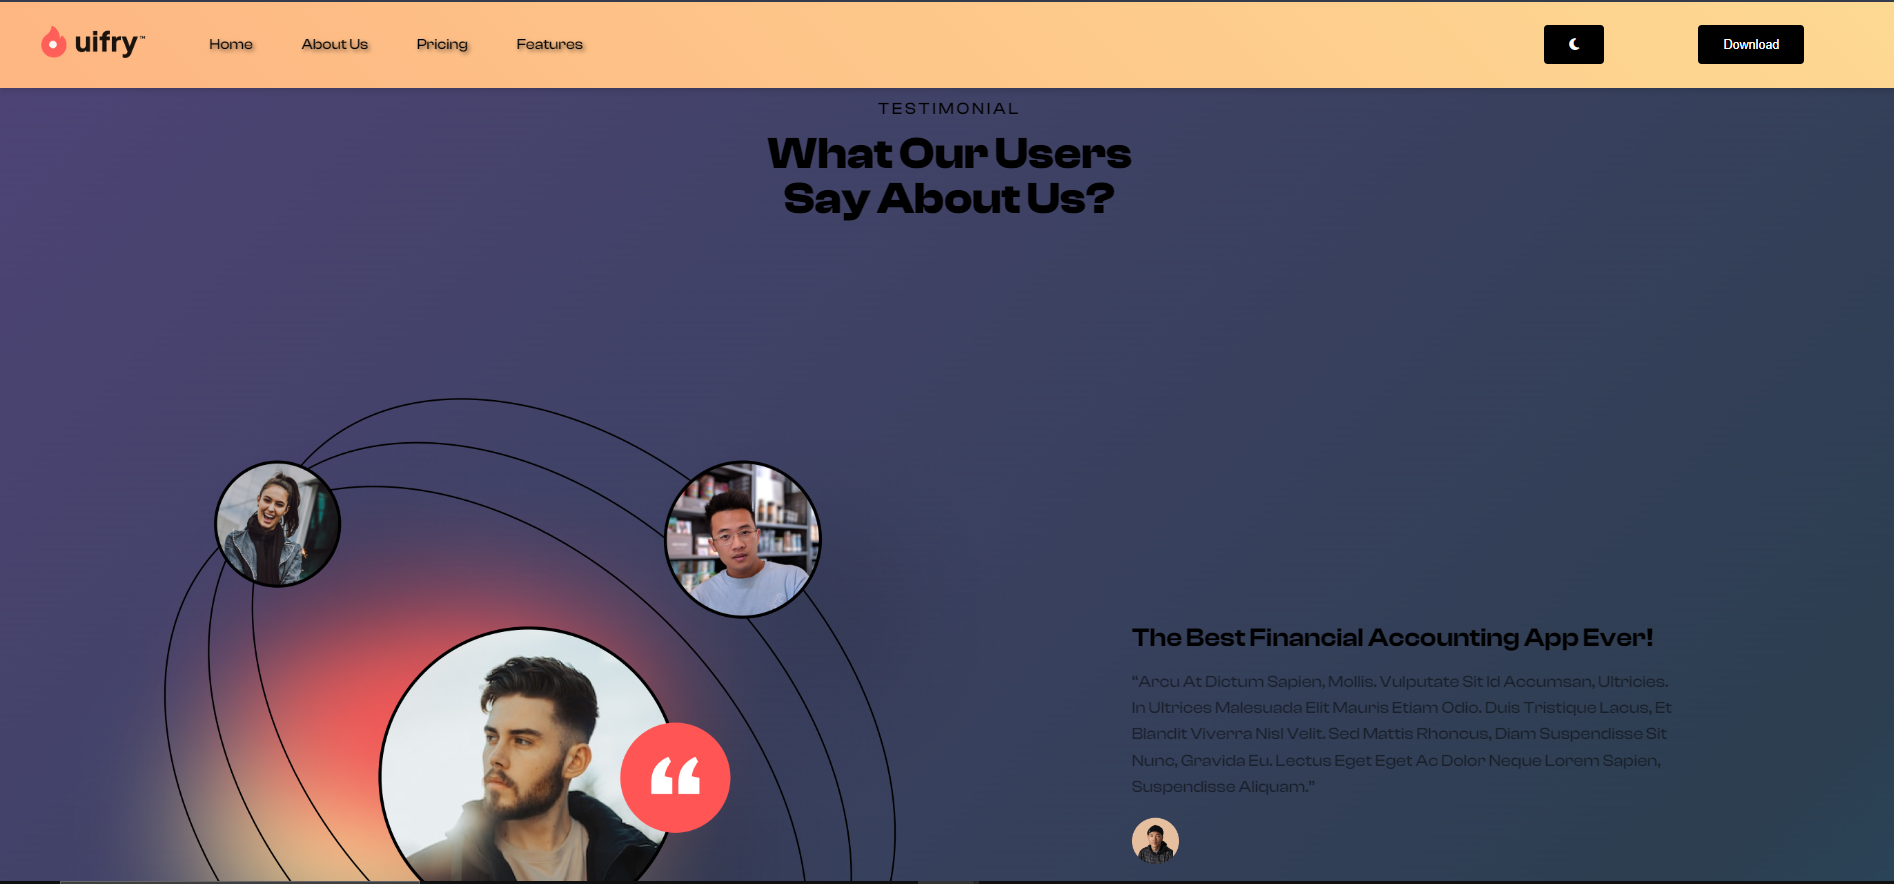 uifry™
Home
About Us
Pricing
Features
Download
TESTIMONIAL
What Our Users
Say About Us?
The Best Financial Accounting App Ever!
“Arcu At Dictum Sapien, Mollis. Vulputate Sit Id Accumsan, Ultricies.
In Ultrices Malesuada Elit Mauris Etiam Odio. Duis Tristique Lacus, Et
Blandit Viverra Nisl Velit. Sed Mattis Rhoncus, Diam Suspendisse Sit
Nunc, Gravida Eu. Lectus Eget Eget Ac Dolor Neque Lorem Sapien,
Suspendisse Aliquam.”